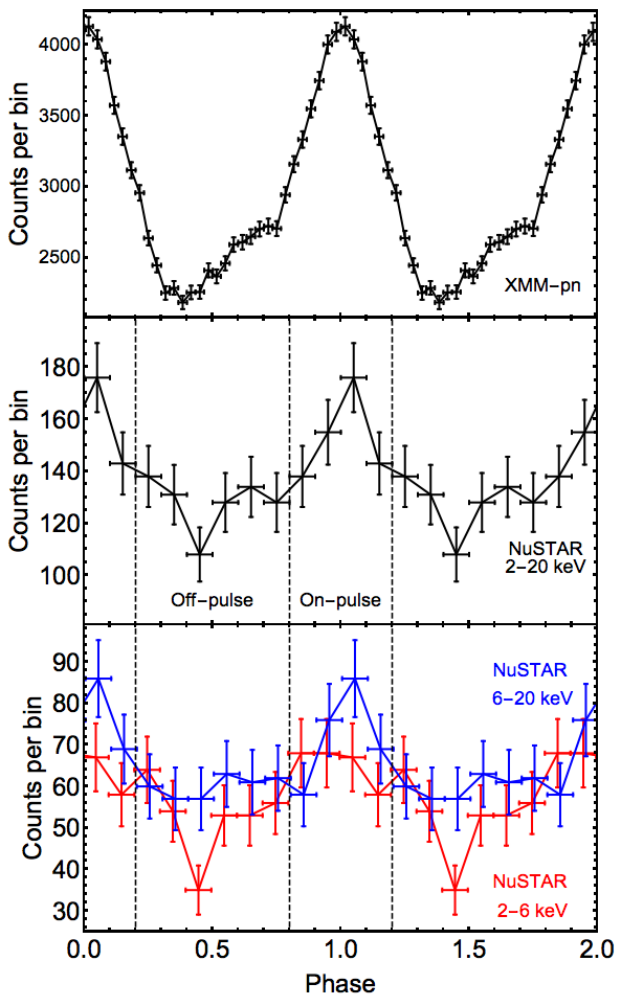 4000
3500
3000
2500
Counts per bin
XMM-pn
180
160
140
120
100
Counts per bin
NuSTAR
2-20 keV
Off-pulse
On-pulse
90
80
70
60
50
40
30
Counts per bin
NuSTAR
6-20 keV
NuSTAR
2-6 keV
0.0 0.5 1.0 1.5 2.0
Phase